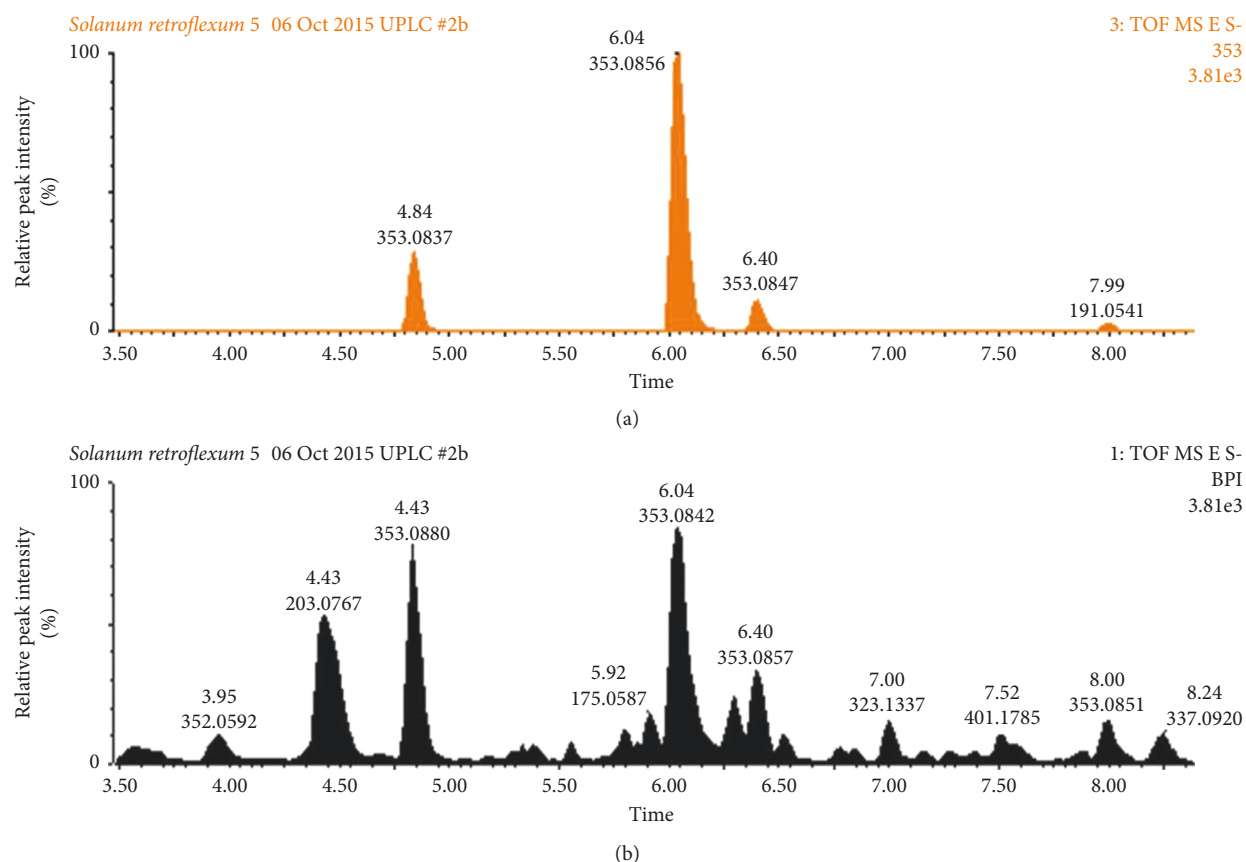 Solanum retroflexum 5 06 Oct 2015 UPLC #2b
3: TOF MS E S-
353
3.81e3
Relative peak intensity
(%)
100
0
6.04
353.0856
4.84
353.0837
6.40
353.0847
7.99
191.0541
3.50 4.00 4.50 5.00 5.50 6.00 6.50 7.00 7.50 8.00
Time
(a)
Solanum retroflexum 5 06 Oct 2015 UPLC #2b
1: TOF MS E S-
BPI
3.81e3
Relative peak intensity
(%)
100
0
3.95
352.0592
4.43
203.0767
4.43
353.0880
5.92
175.0587
6.04
353.0842
6.40
353.0857
7.00
323.1337
7.52
401.1785
8.00
353.0851
8.24
337.0920
3.50 4.00 4.50 5.00 5.50 6.00 6.50 7.00 7.50 8.00
Time
(b)